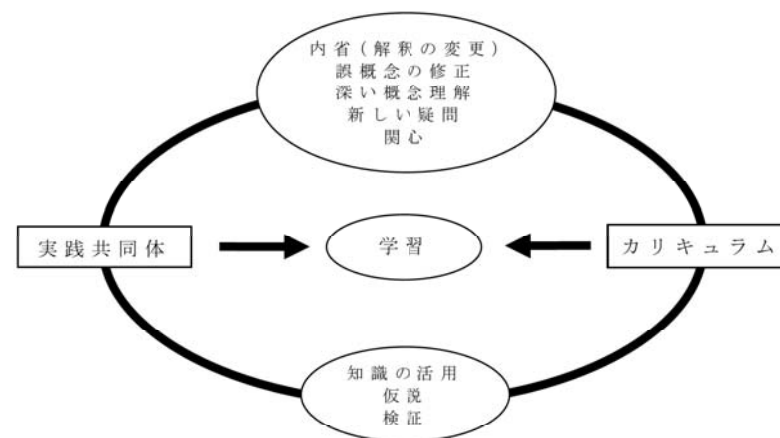 内省(解釈の変更)
誤概念の修正
深い概念理解
新しい疑問
関心
実践共同体
学習
カリキュラム
知識の活用
仮説
検証